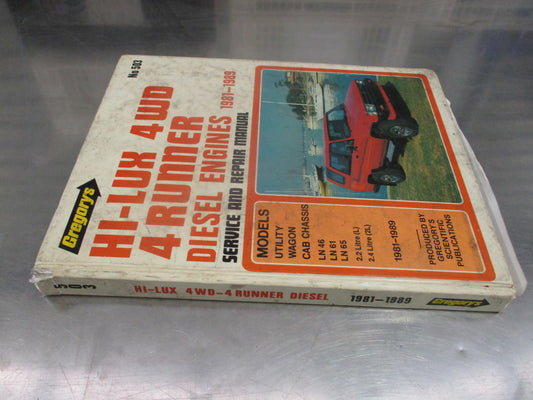 No 503
HI-LUX 4WD
4 RUNNER
DIESEL ENGINES 1981-1989
SERVICE AND REPAIR MANUAL
Gregory's
MODELS
UTILITY
WAGON
CAB CHASSIS
LN 46
LN 61
LN 65
2.2 Litre (L)
2.4 Litre (2L)
1981-1989
PRODUCED BY
GREGORY'S
SCIENTIFIC
PUBLICATIONS
503 HI-LUX 4WD-4 RUNNER DIESEL 1981-1989 Gregory's